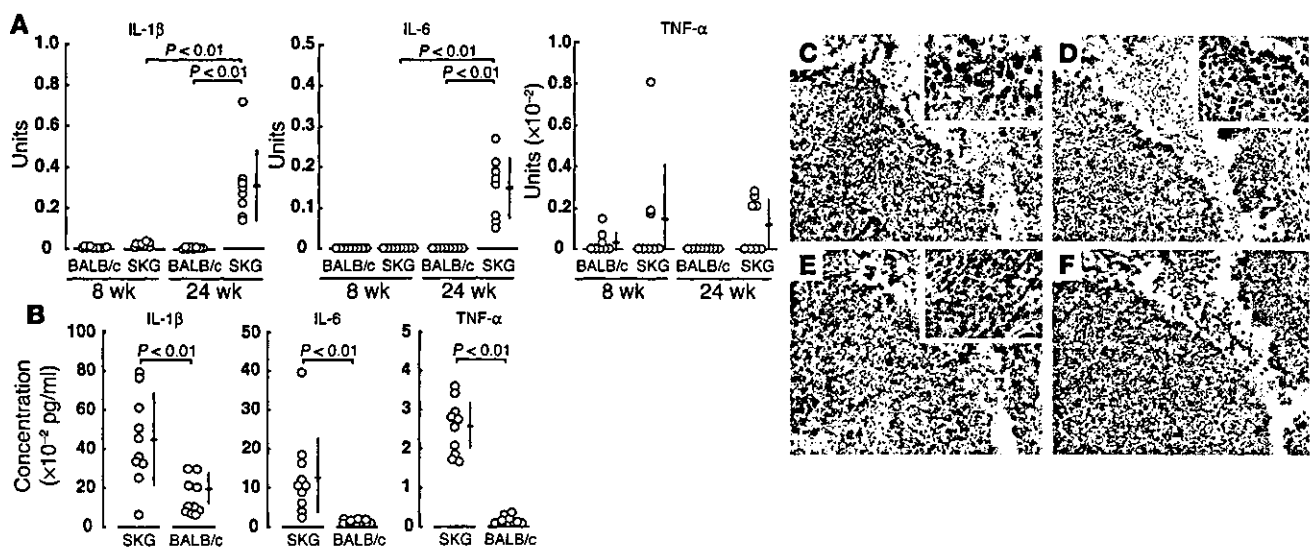 A
IL-1β
P < 0.01
P < 0.01
Units
1.0
0.8
0.6
0.4
0.2
0
BALB/c SKG BALB/c SKG
8 wk 24 wk
IL-6
P < 0.01
P < 0.01
Units
0.5
0.4
0.3
0.2
0.1
0
BALB/c SKG BALB/c SKG
8 wk 24 wk
TNF-α
Units (×10⁻²)
1.0
0.8
0.6
0.4
0.2
0
BALB/c SKG BALB/c SKG
8 wk 24 wk
B
IL-1β
P < 0.01
Concentration
(×10⁻² pg/ml)
100
80
60
40
20
0
SKG BALB/c
IL-6
P < 0.01
50
40
30
20
10
0
SKG BALB/c
TNF-α
P < 0.01
5
4
3
2
1
0
SKG BALB/c
C
D
E
F